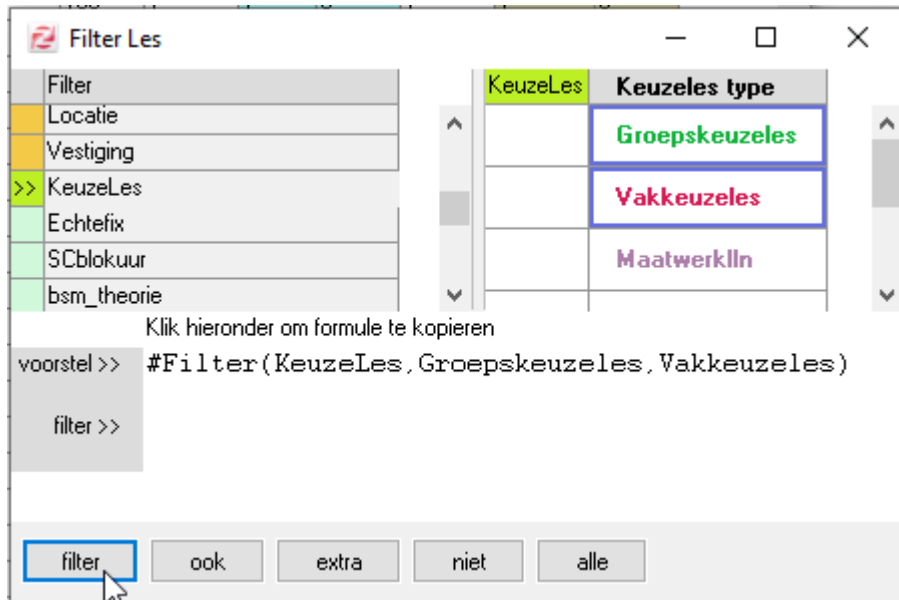 Filter Les
Filter
Locatie
Vestiging
>> KeuzeLes
Echtefix
SCblokuur
bsm_theorie
KeuzeLes Keuzeles type
Groepskeuzeles
Vakkeuzeles
Maatwerklln
Klik hieronder om formule te kopieren
voorstel >> #Filter(KeuzeLes,Groepskeuzeles,Vakkeuzeles)
filter >>
filter ook extra niet alle